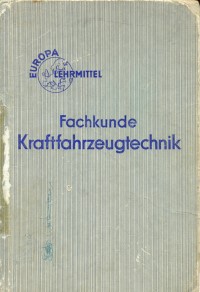 EUROPA
LEHRMITTEL
Fachkunde
Kraftfahrzeugtechnik